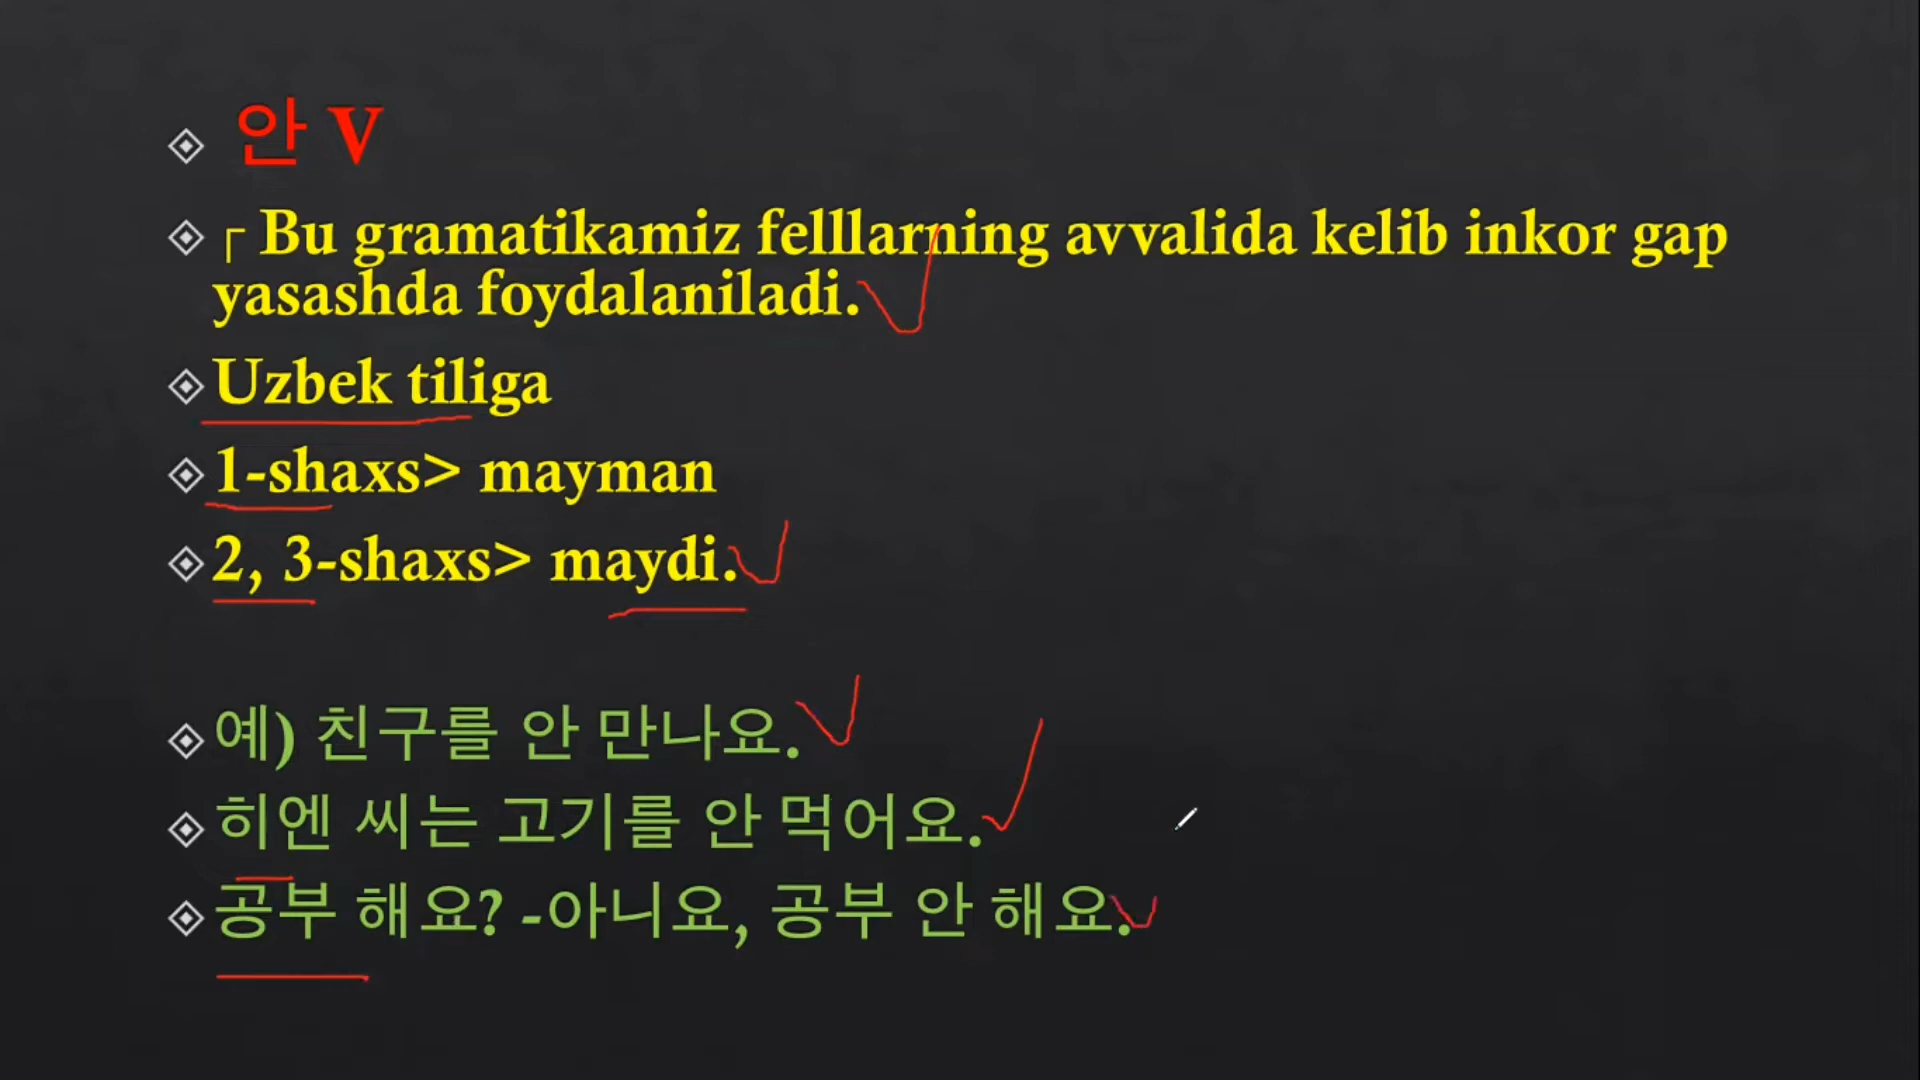 안 V
┌ Bu gramatikamiz felllarning avvalida kelib inkor gap
yasashda foydalaniladi.
Uzbek tiliga
1-shaxs> mayman
2, 3-shaxs> maydi.
예) 친구를 안 만나요.
히엔 씨는 고기를 안 먹어요.
공부 해요? -아니요, 공부 안 해요.